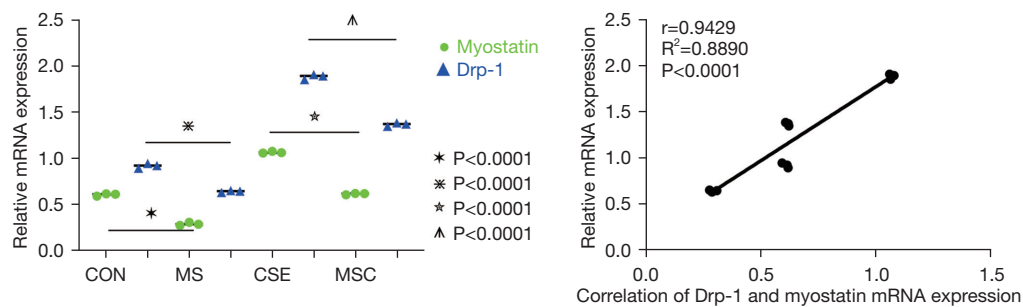 Relative mRNA expression
2.5
2.0
1.5
1.0
0.5
0.0
CON
MS
CSE
MSC
Myostatin
Drp-1
P<0.0001
P<0.0001
P<0.0001
P<0.0001
Relative mRNA expression
2.5
2.0
1.5
1.0
0.5
0.0
r=0.9429
R²=0.8890
P<0.0001
0.0
0.5
1.0
1.5
Correlation of Drp-1 and myostatin mRNA expression